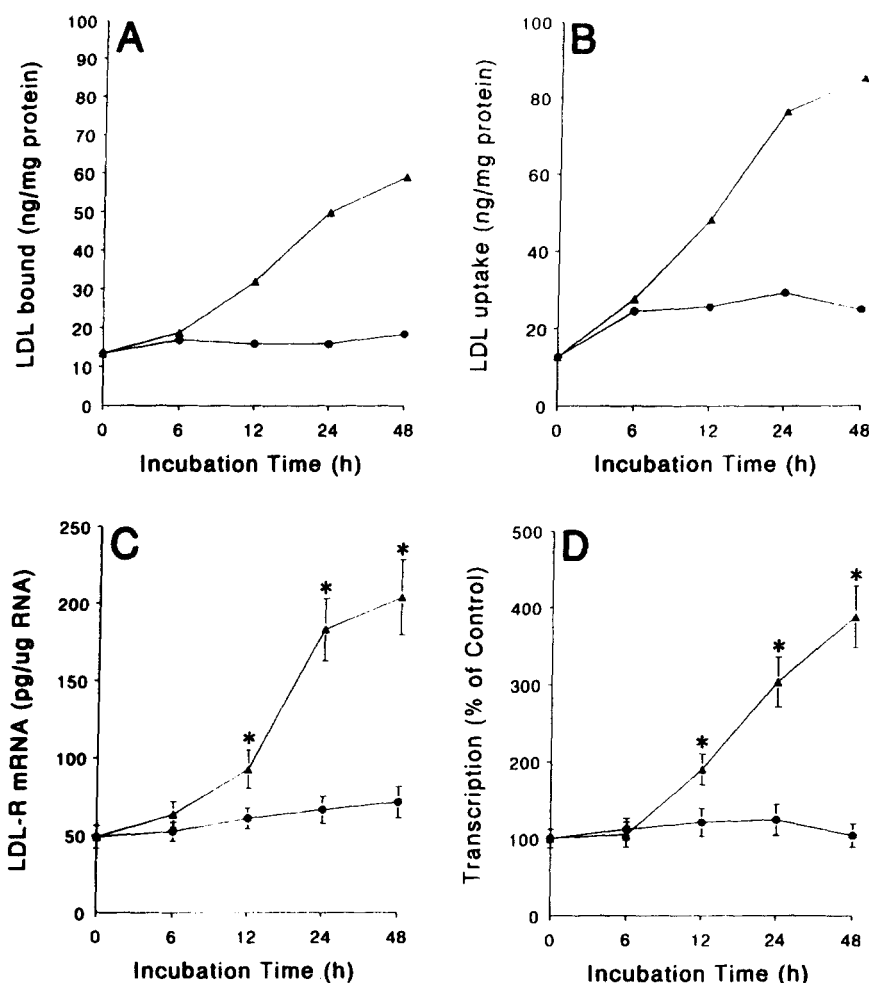 A
LDL bound (ng/mg protein)
100
90
80
70
60
50
40
30
20
10
0
0 6 12 24 48
Incubation Time (h)
B
LDL uptake (ng/mg protein)
100
80
60
40
20
0
0 6 12 24 48
Incubation Time (h)
C
LDL-R mRNA (pg/ug RNA)
250
200
150
100
50
0
* * *
0 6 12 24 48
Incubation Time (h)
D
Transcription (% of Control)
500
400
300
200
100
0
* * *
0 6 12 24 48
Incubation Time (h)